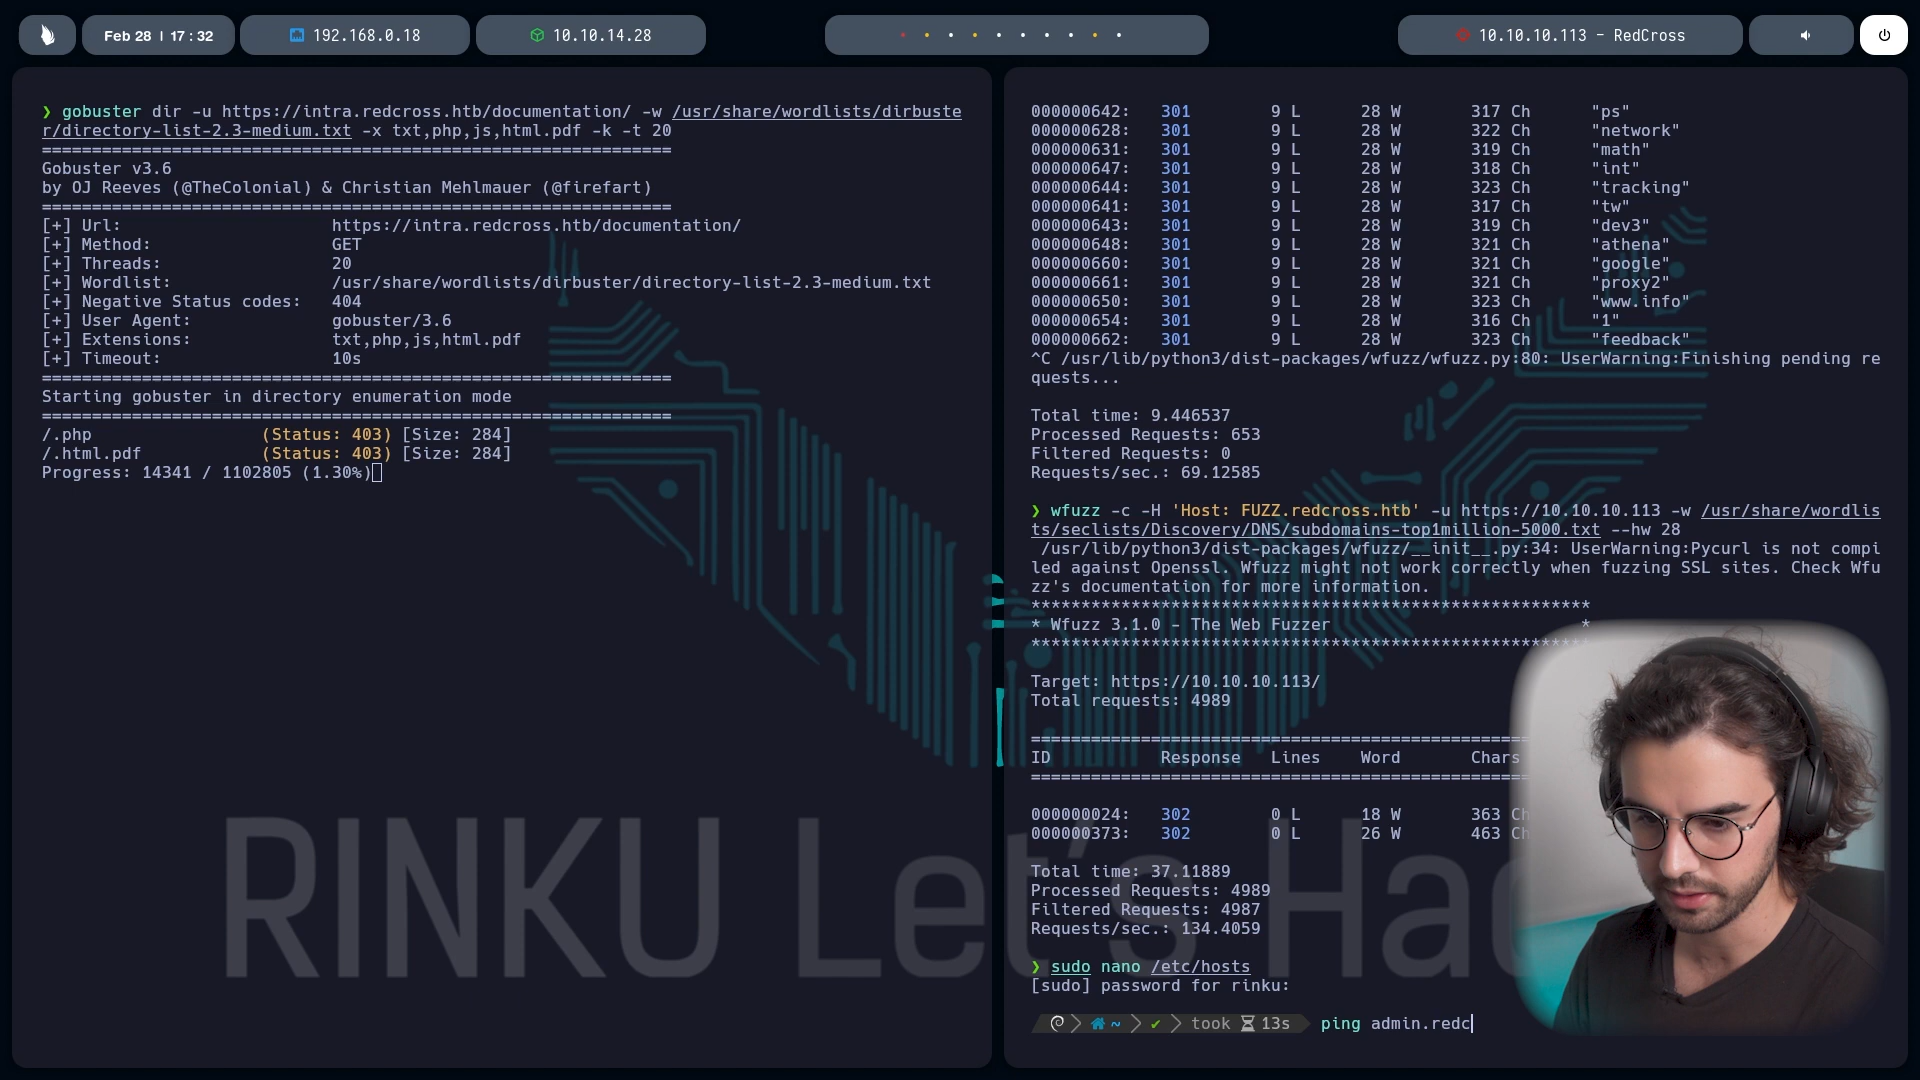 Feb 28 | 17 : 32
192.168.0.18
10.10.14.28
10.10.10.113 - RedCross
❯ gobuster dir -u https://intra.redcross.htb/documentation/ -w /usr/share/wordlists/dirbuste
r/directory-list-2.3-medium.txt -x txt,php,js,html.pdf -k -t 20
===============================================================
Gobuster v3.6
by OJ Reeves (@TheColonial) & Christian Mehlmauer (@firefart)
===============================================================
[+] Url:                     https://intra.redcross.htb/documentation/
[+] Method:                  GET
[+] Threads:                 20
[+] Wordlist:                /usr/share/wordlists/dirbuster/directory-list-2.3-medium.txt
[+] Negative Status codes:   404
[+] User Agent:              gobuster/3.6
[+] Extensions:              txt,php,js,html.pdf
[+] Timeout:                 10s
===============================================================
Starting gobuster in directory enumeration mode
===============================================================
/.php                 (Status: 403) [Size: 284]
/.html.pdf            (Status: 403) [Size: 284]
Progress: 14341 / 1102805 (1.30%)
000000642:   301        9 L      28 W       317 Ch      "ps"
000000628:   301        9 L      28 W       322 Ch      "network"
000000631:   301        9 L      28 W       319 Ch      "math"
000000647:   301        9 L      28 W       318 Ch      "int"
000000644:   301        9 L      28 W       323 Ch      "tracking"
000000641:   301        9 L      28 W       317 Ch      "tw"
000000643:   301        9 L      28 W       319 Ch      "dev3"
000000648:   301        9 L      28 W       321 Ch      "athena"
000000660:   301        9 L      28 W       321 Ch      "google"
000000661:   301        9 L      28 W       321 Ch      "proxy2"
000000650:   301        9 L      28 W       323 Ch      "www.info"
000000654:   301        9 L      28 W       316 Ch      "1"
000000662:   301        9 L      28 W       323 Ch      "feedback"
^C /usr/lib/python3/dist-packages/wfuzz/wfuzz.py:80: UserWarning:Finishing pending re
quests...
Total time: 9.446537
Processed Requests: 653
Filtered Requests: 0
Requests/sec.: 69.12585
❯ wfuzz -c -H 'Host: FUZZ.redcross.htb' -u https://10.10.10.113 -w /usr/share/wordlis
ts/seclists/Discovery/DNS/subdomains-top1million-5000.txt --hw 28
/usr/lib/python3/dist-packages/wfuzz/__init__.py:34: UserWarning:Pycurl is not compi
led against Openssl. Wfuzz might not work correctly when fuzzing SSL sites. Check Wfu
zz's documentation for more information.
********************************************************
* Wfuzz 3.1.0 - The Web Fuzzer                         *
********************************************************
Target: https://10.10.10.113/
Total requests: 4989
==================================================
ID           Response   Lines    Word       Chars
==================================================
000000024:   302        0 L      18 W       363 Ch
000000373:   302        0 L      26 W       463 Ch
Total time: 37.11889
Processed Requests: 4989
Filtered Requests: 4987
Requests/sec.: 134.4059
❯ sudo nano /etc/hosts
[sudo] password for rinku:
~ ✔ took 13s ping admin.redc
RINKU Let's Hac